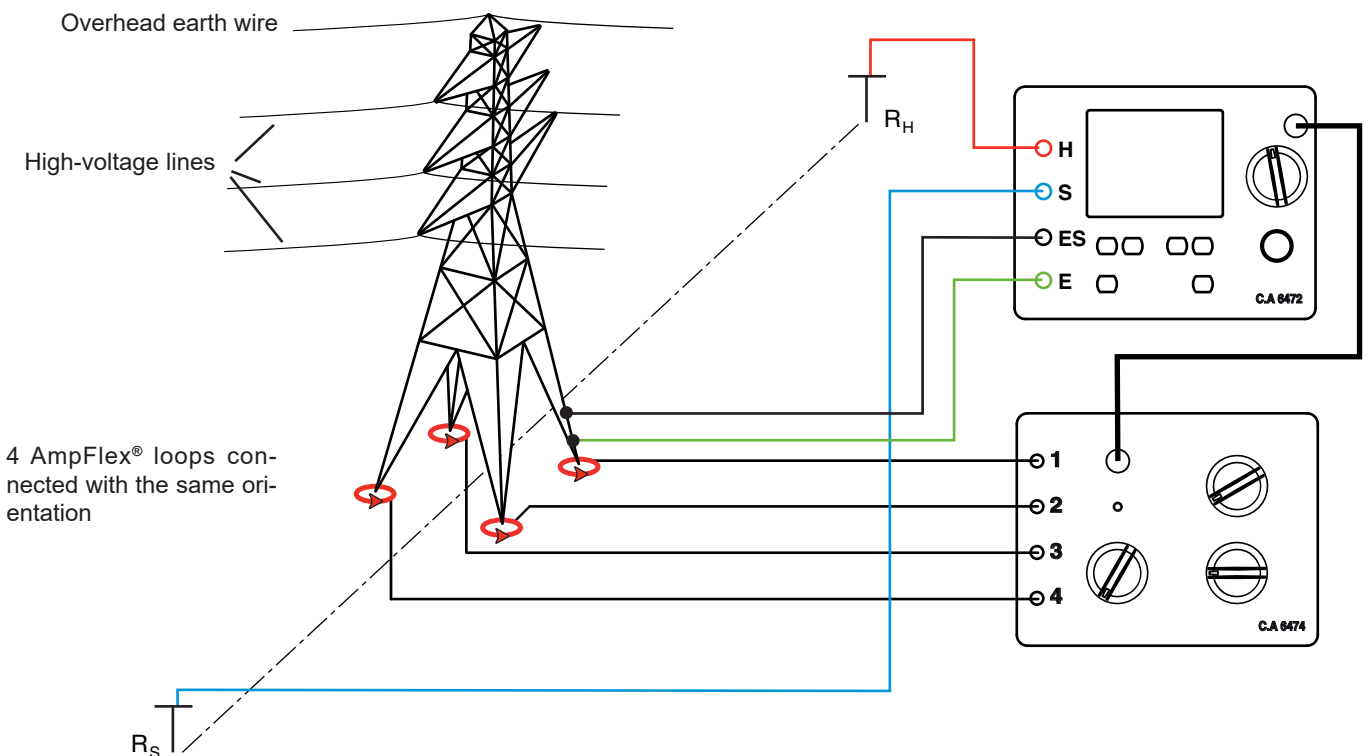 Overhead earth wire
High-voltage lines
4 AmpFlex® loops con-
nected with the same ori-
entation
R_H
R_S
H
S
ES
E
C.A 6472
1
2
3
4
C.A 6474